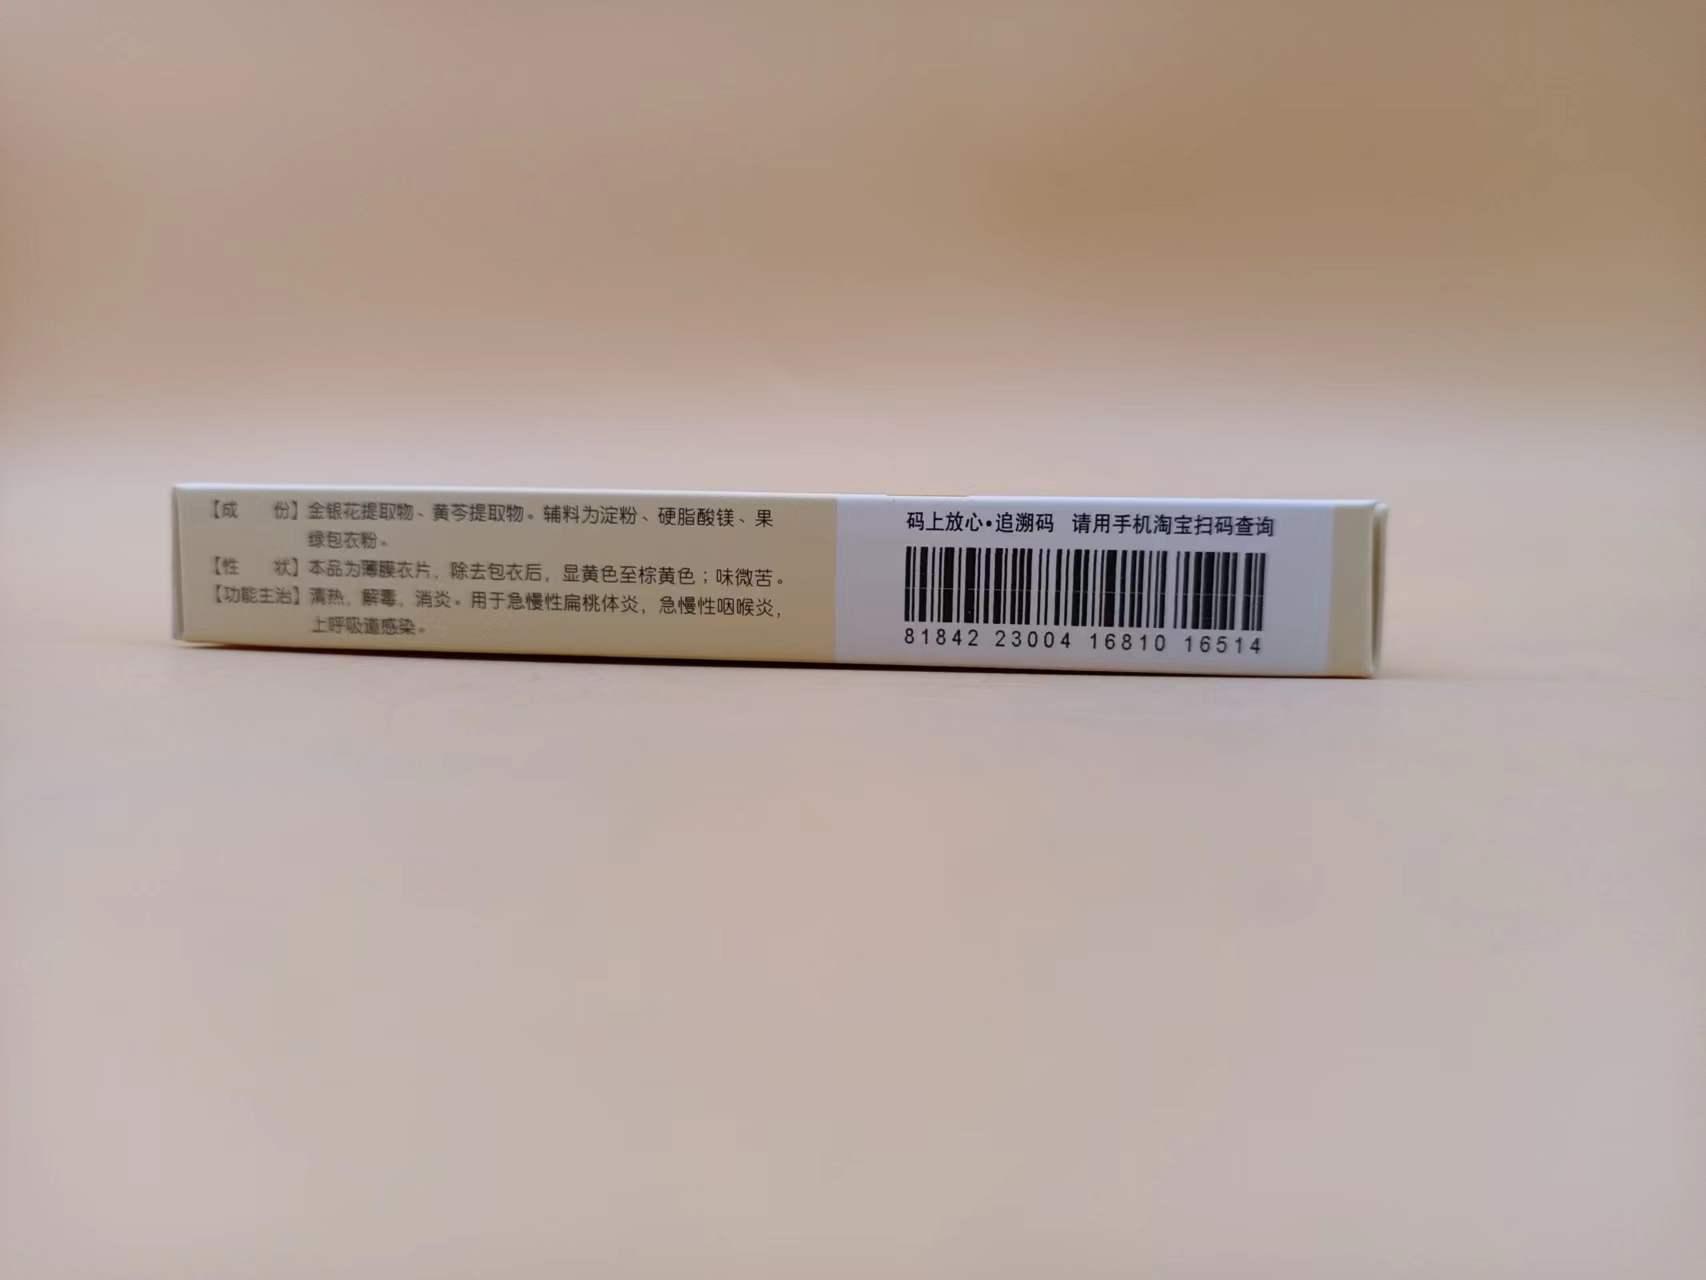 【成 份】金银花提取物、黄芩提取物。辅料为淀粉、硬脂酸镁、果
绿包衣粉。
【性 状】本品为薄膜衣片，除去包衣后，显黄色至棕黄色；味微苦。
【功能主治】清热，解毒，消炎。用于急慢性扁桃体炎，急慢性咽喉炎，
上呼吸道感染。
码上放心•追溯码 请用手机淘宝扫码查询
81842 23004 16810 16514